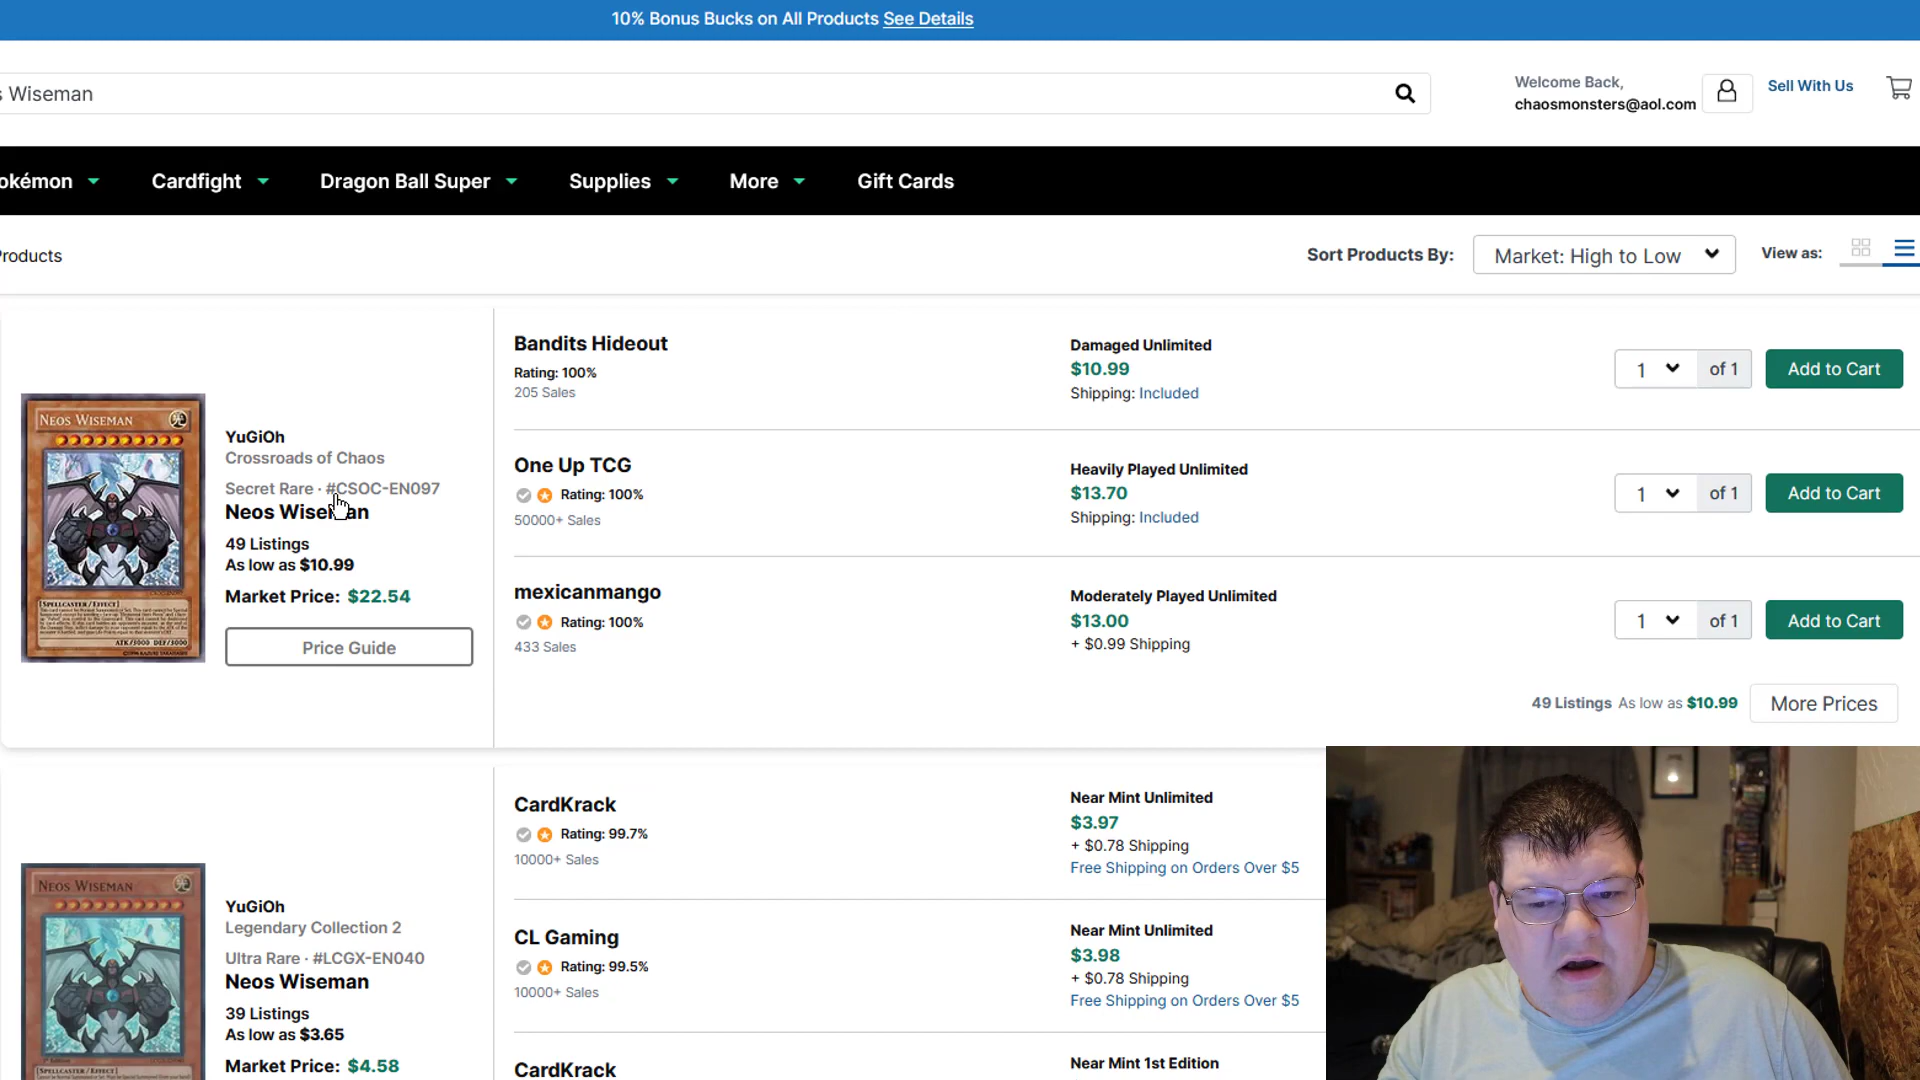 10% Bonus Bucks on All Products See Details
s Wiseman
Welcome Back,
chaosmonsters@aol.com
Sell With Us
okémon
Cardfight
Dragon Ball Super
Supplies
More
Gift Cards
Products
Sort Products By:
Market: High to Low
View as:
NEOS WISEMAN
[SPELLCASTER / EFFECT]
ATK/3000 DEF/3000
YuGiOh
Crossroads of Chaos
Secret Rare · #CSOC-EN097
Neos Wiseman
49 Listings
As low as $10.99
Market Price: $22.54
Price Guide
Bandits Hideout
Rating: 100%
205 Sales
Damaged Unlimited
$10.99
Shipping: Included
1
of 1
Add to Cart
One Up TCG
Rating: 100%
50000+ Sales
Heavily Played Unlimited
$13.70
Shipping: Included
1
of 1
Add to Cart
mexicanmango
Rating: 100%
433 Sales
Moderately Played Unlimited
$13.00
+ $0.99 Shipping
1
of 1
Add to Cart
49 Listings As low as $10.99
More Prices
NEOS WISEMAN
[SPELLCASTER / EFFECT]
YuGiOh
Legendary Collection 2
Ultra Rare · #LCGX-EN040
Neos Wiseman
39 Listings
As low as $3.65
Market Price: $4.58
CardKrack
Rating: 99.7%
10000+ Sales
Near Mint Unlimited
$3.97
+ $0.78 Shipping
Free Shipping on Orders Over $5
CL Gaming
Rating: 99.5%
10000+ Sales
Near Mint Unlimited
$3.98
+ $0.78 Shipping
Free Shipping on Orders Over $5
CardKrack
Near Mint 1st Edition